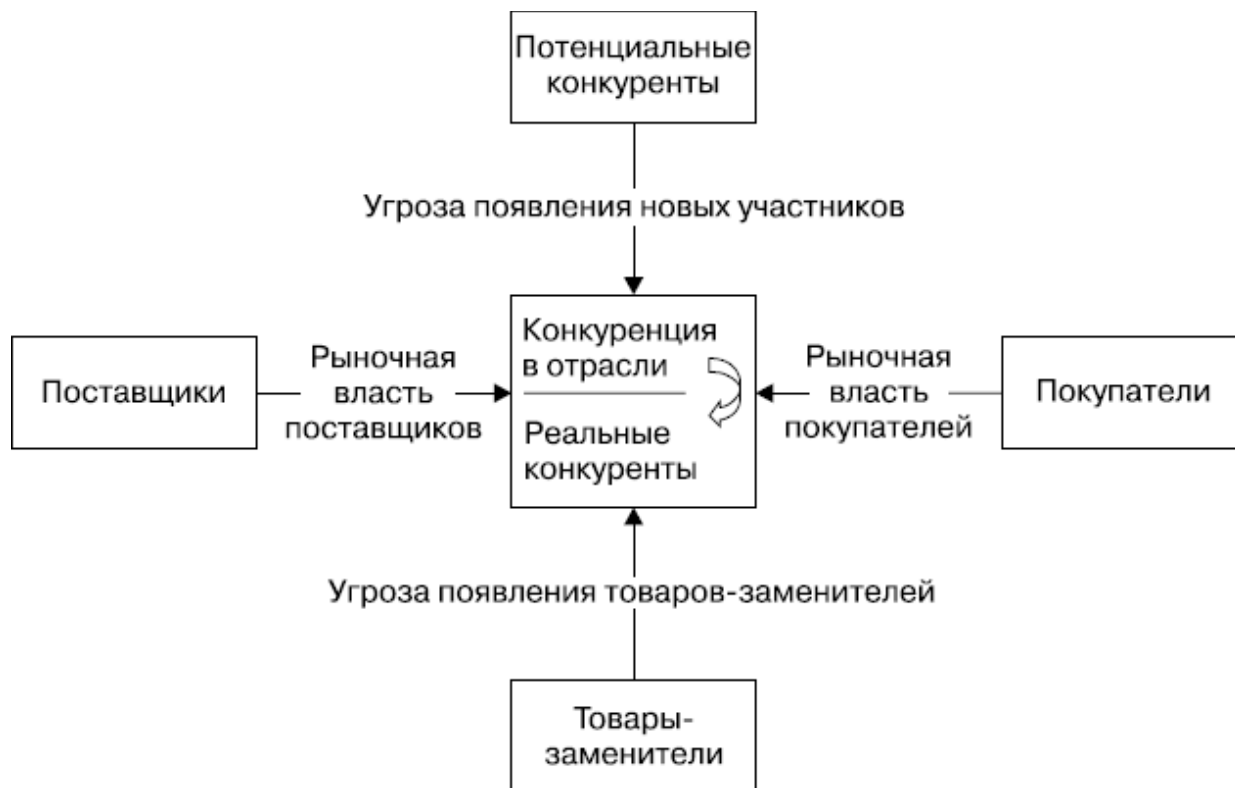 Потенциальные
конкуренты
Угроза появления новых участников
Поставщики
Рыночная
власть
поставщиков
Конкуренция
в отрасли
Реальные
конкуренты
Рыночная
власть
покупателей
Покупатели
Угроза появления товаров-заменителей
Товары-
заменители